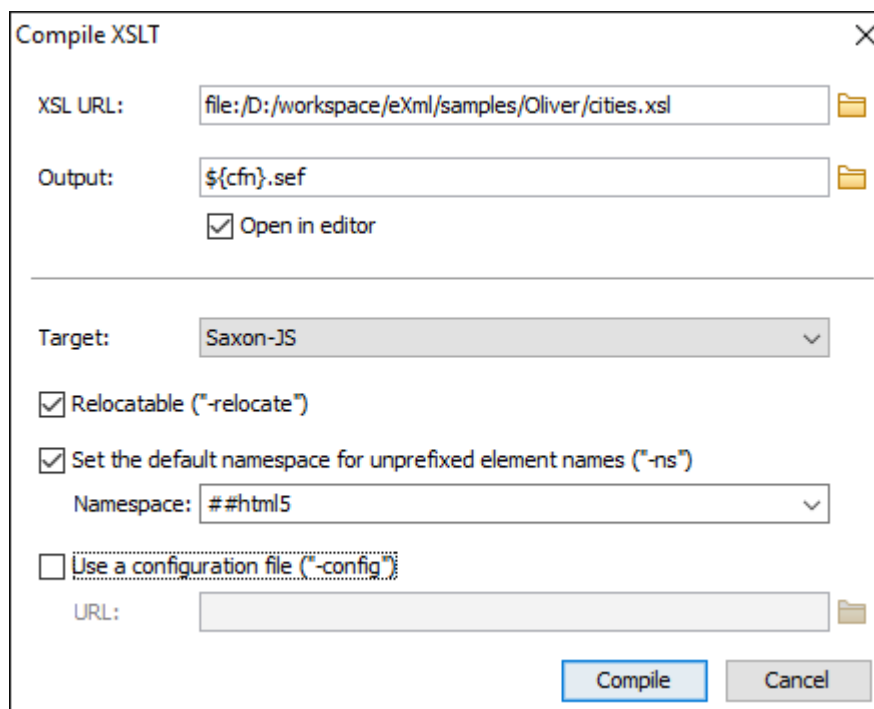 Compile XSLT
XSL URL: file:/D:/workspace/eXml/samples/Oliver/cities.xsl
Output: ${cfn}.sef
Open in editor
Target: Saxon-JS
Relocatable ("-relocate")
Set the default namespace for unprefixed element names ("-ns")
Namespace: ##html5
Use a configuration file ("-config")
URL:
Compile Cancel